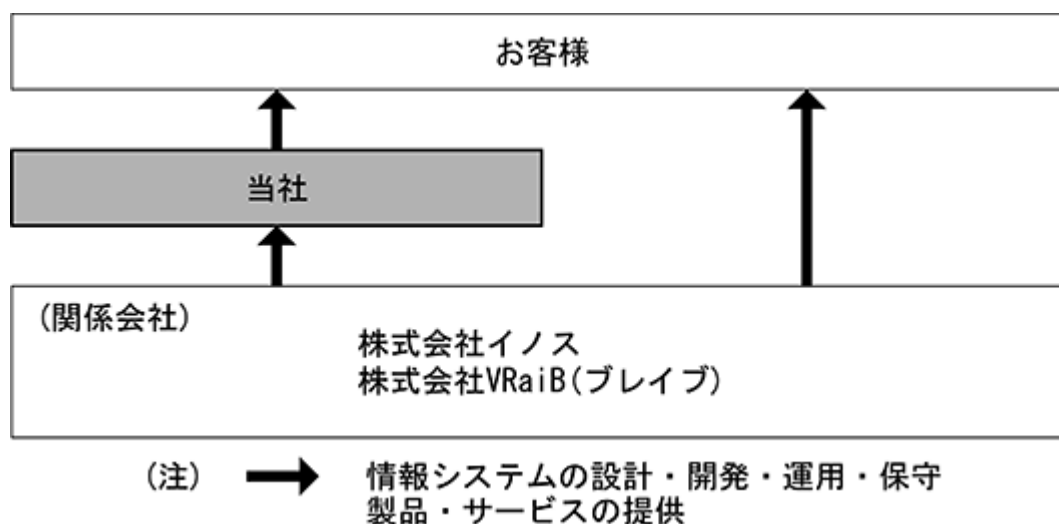 お客様
当社
(関係会社)
株式会社イノス
株式会社VRaiB(ブレイブ)
(注)
情報システムの設計・開発・運用・保守
製品・サービスの提供